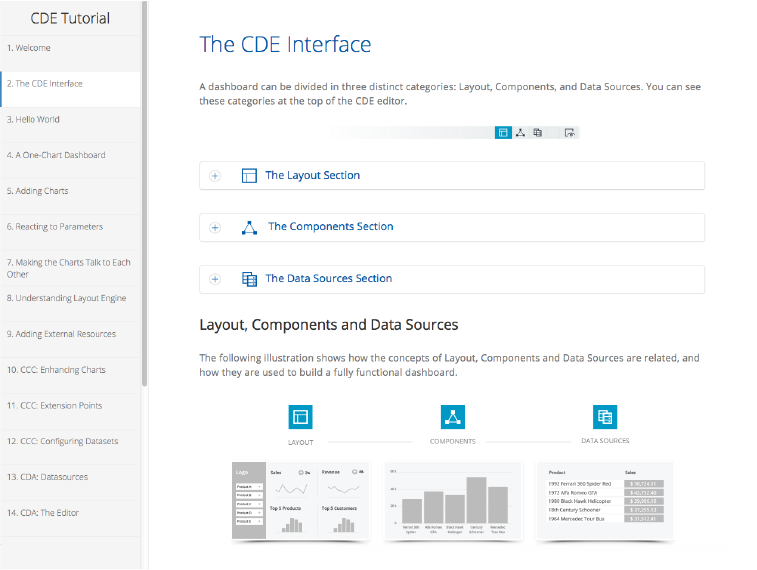 CDE Tutorial
1. Welcome
2. The CDE Interface
3. Hello World
4. A One-Chart Dashboard
5. Adding Charts
6. Reacting to Parameters
7. Making the Charts Talk to Each
Other
8. Understanding Layout Engine
9. Adding External Resources
10. CCC: Enhancing Charts
11. CCC: Extension Points
12. CCC: Configuring Datasets
13. CDA: Datasources
14. CDA: The Editor
The CDE Interface
A dashboard can be divided in three distinct categories: Layout, Components, and Data Sources. You can see
these categories at the top of the CDE editor.
The Layout Section
The Components Section
The Data Sources Section
Layout, Components and Data Sources
The following illustration shows how the concepts of Layout, Components and Data Sources are related, and
how they are used to build a fully functional dashboard.
LAYOUT
COMPONENTS
DATA SOURCES
Logo
Sales
Revenue
Product A
Product B
Product C
Product D
Product E
Top 5 Products
Top 5 Customers
Product Sales
1992 Ferrari 360 Spider Red
1972 Alfa Romeo GTA
1980 Black Hawk Helicopter
18th Century Schooner
1964 Mercedes Tour Bus